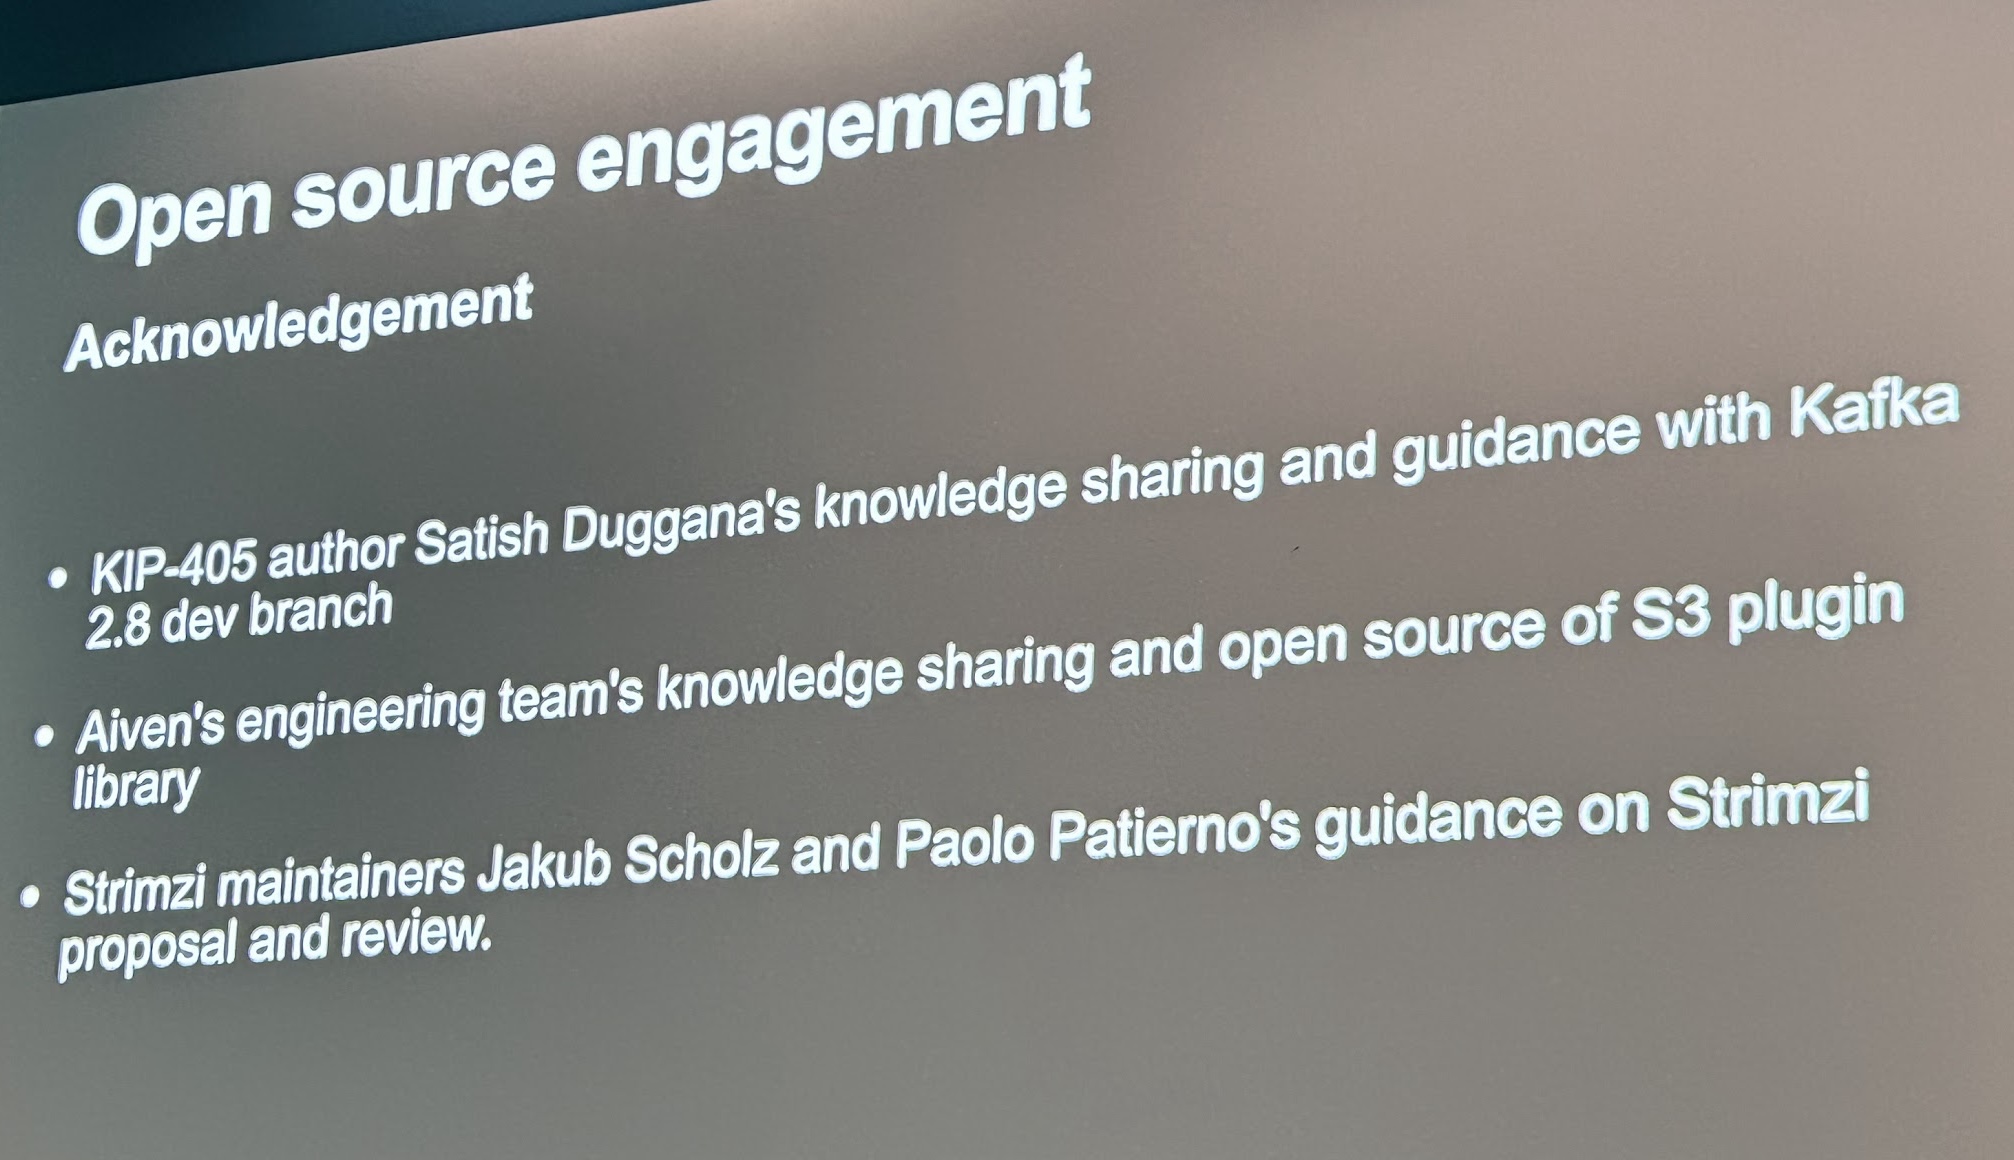 Open source engagement
Acknowledgement
• KIP-405 author Satish Duggana's knowledge sharing and guidance with Kafka
2.8 dev branch
• Aiven's engineering team's knowledge sharing and open source of S3 plugin
library
• Strimzi maintainers Jakub Scholz and Paolo Patierno's guidance on Strimzi
proposal and review.